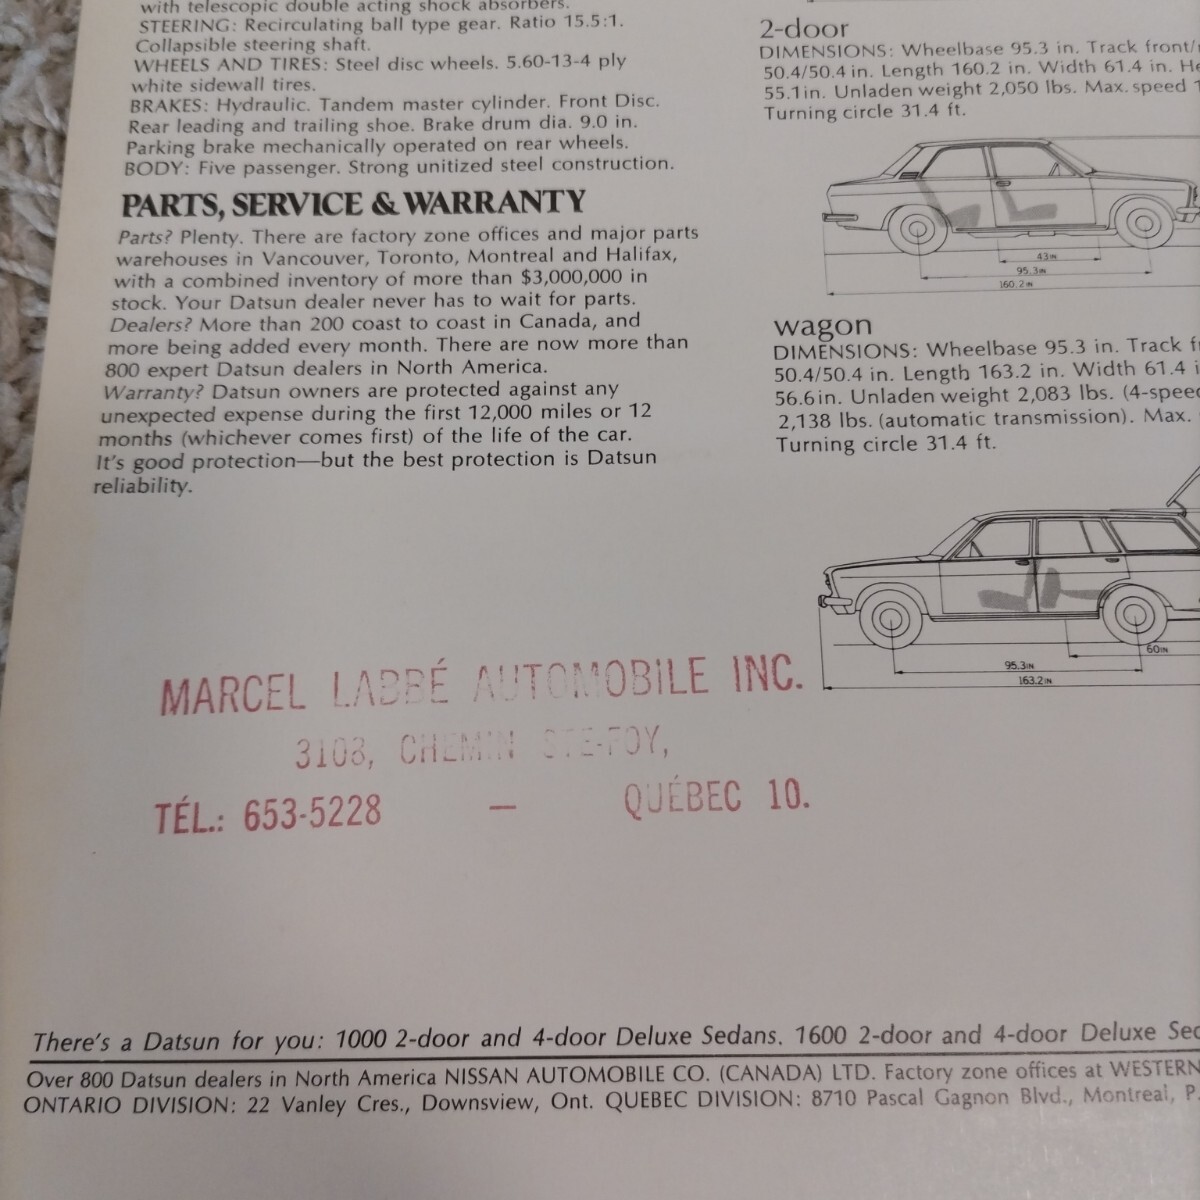 with telescopic double acting shock absorbers.
STEERING: Recirculating ball type gear. Ratio 15.5:1.
Collapsible steering shaft.
WHEELS AND TIRES: Steel disc wheels. 5.60-13-4 ply
white sidewall tires.
BRAKES: Hydraulic. Tandem master cylinder. Front Disc.
Rear leading and trailing shoe. Brake drum dia. 9.0 in.
Parking brake mechanically operated on rear wheels.
BODY: Five passenger. Strong unitized steel construction.
PARTS, SERVICE & WARRANTY
Parts? Plenty. There are factory zone offices and major parts
warehouses in Vancouver, Toronto, Montreal and Halifax,
with a combined inventory of more than $3,000,000 in
stock. Your Datsun dealer never has to wait for parts.
Dealers? More than 200 coast to coast in Canada, and
more being added every month. There are now more than
800 expert Datsun dealers in North America.
Warranty? Datsun owners are protected against any
unexpected expense during the first 12,000 miles or 12
months (whichever comes first) of the life of the car.
It's good protection—but the best protection is Datsun
reliability.
2-door
DIMENSIONS: Wheelbase 95.3 in. Track front/
50.4/50.4 in. Length 160.2 in. Width 61.4 in. He
55.1 in. Unladen weight 2,050 lbs. Max. speed 1
Turning circle 31.4 ft.
43IN
95.3IN
160.2IN
wagon
DIMENSIONS: Wheelbase 95.3 in. Track f
50.4/50.4 in. Length 163.2 in. Width 61.4 i
56.6 in. Unladen weight 2,083 lbs. (4-speed
2,138 lbs. (automatic transmission). Max.
Turning circle 31.4 ft.
60IN
95.3IN
163.2IN
MARCEL LABBÉ AUTOMOBILE INC.
3108, CHEMIN STE-FOY,
TÉL.: 653-5228 — QUÉBEC 10.
There's a Datsun for you: 1000 2-door and 4-door Deluxe Sedans. 1600 2-door and 4-door Deluxe Sed
Over 800 Datsun dealers in North America NISSAN AUTOMOBILE CO. (CANADA) LTD. Factory zone offices at WESTERN
ONTARIO DIVISION: 22 Vanley Cres., Downsview, Ont. QUEBEC DIVISION: 8710 Pascal Gagnon Blvd., Montreal, P.